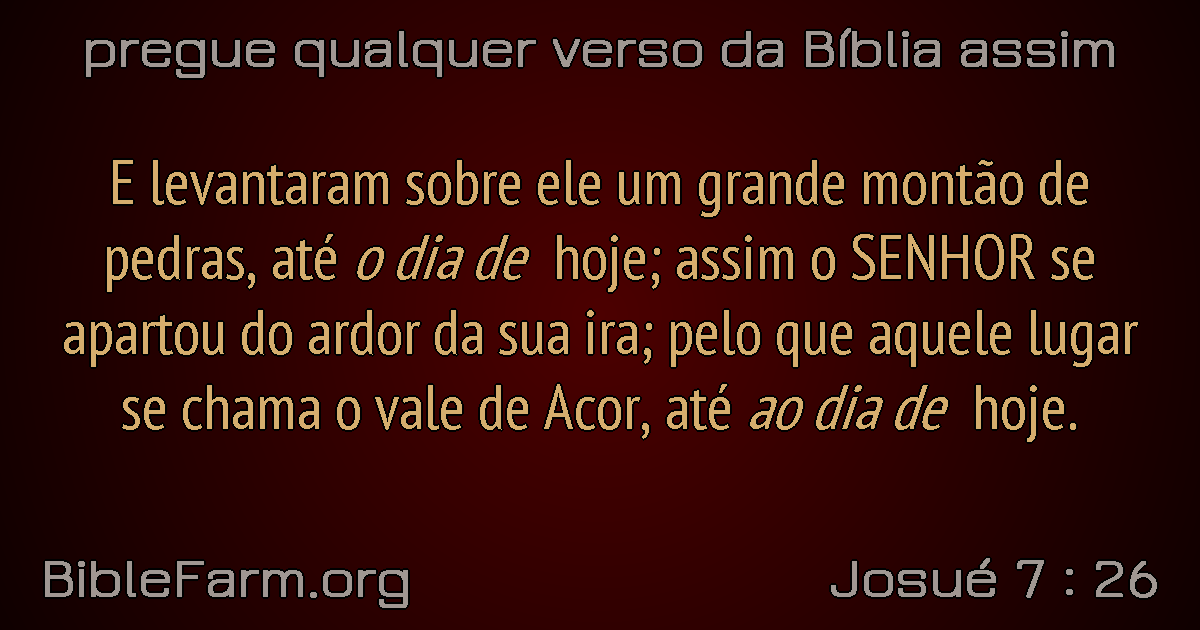 pregue qualquer verso da Bíblia assim
E levantaram sobre ele um grande montão de
pedras, até o dia de hoje; assim o SENHOR se
apartou do ardor da sua ira; pelo que aquele lugar
se chama o vale de Acor, até ao dia de hoje.
BibleFarm.org
Josué 7 : 26